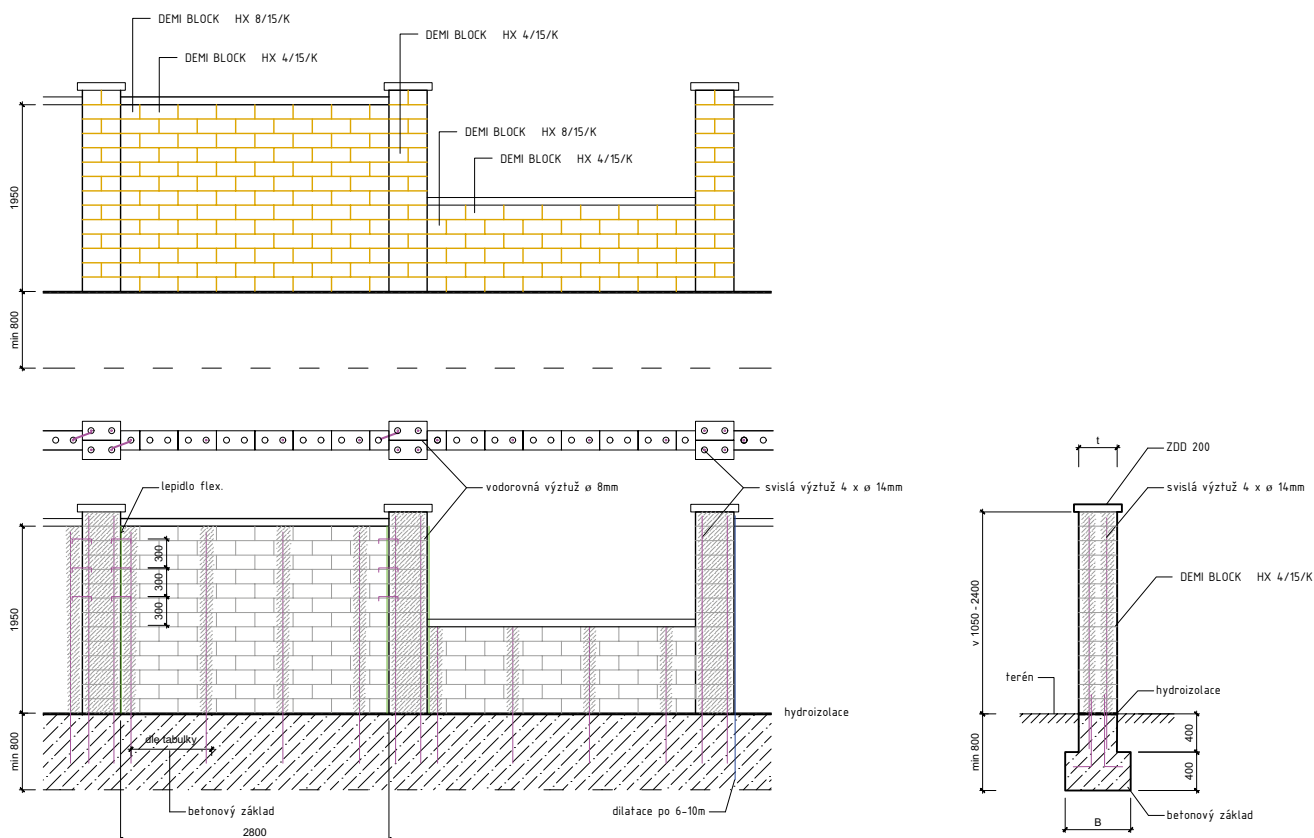 DEMI BLOCK HX 8/15/K
DEMI BLOCK HX 4/15/K
DEMI BLOCK HX 4/15/K
DEMI BLOCK HX 8/15/K
DEMI BLOCK HX 4/15/K
1950
min 800
lepidlo flex.
vodorovná výztuž ø 8mm
svislá výztuž 4 x ø 14mm
300
300
300
1950
min 800
hydroizolace
dle tabulky
betonový základ
dilatace po 6-10m
2800
t
ZDD 200
svislá výztuž 4 x ø 14mm
DEMI BLOCK HX 4/15/K
v 1050 - 2400
terén
hydroizolace
min 800
400
400
betonový základ
B